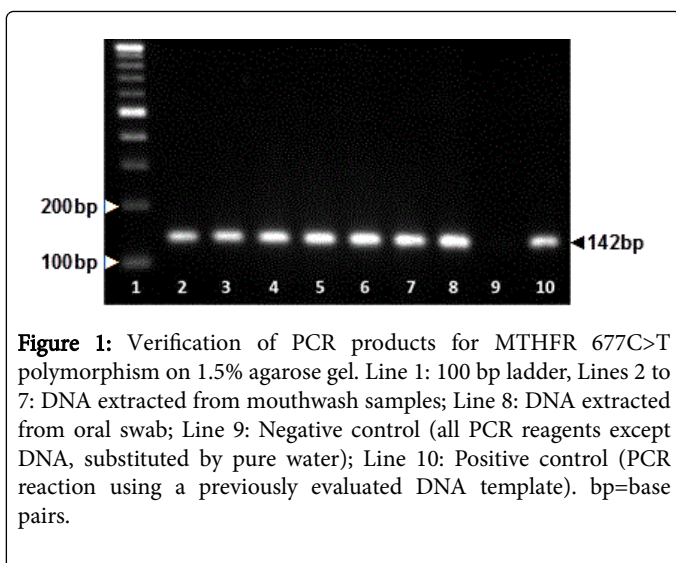 200bp
142bp
100bp
1 2 3 4 5 6 7 8 9 10
Figure 1: Verification of PCR products for MTHFR 677C>T
polymorphism on 1.5% agarose gel. Line 1: 100 bp ladder, Lines 2 to
7: DNA extracted from mouthwash samples; Line 8: DNA extracted
from oral swab; Line 9: Negative control (all PCR reagents except
DNA, substituted by pure water); Line 10: Positive control (PCR
reaction using a previously evaluated DNA template). bp=base
pairs.